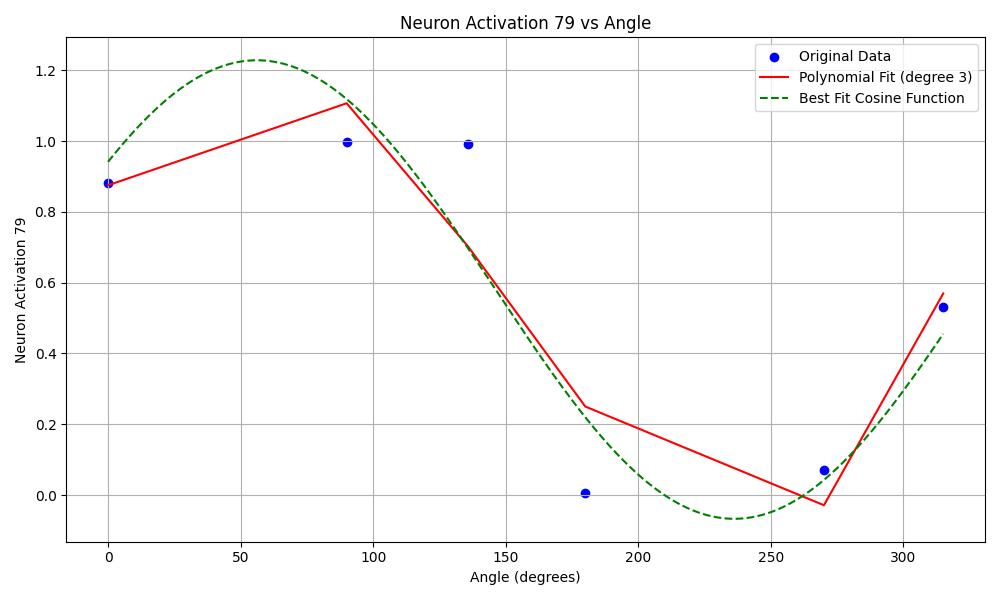 Neuron Activation 79 vs Angle
Original Data
Polynomial Fit (degree 3)
Best Fit Cosine Function
Neuron Activation 79
1.2
1.0
0.8
0.6
0.4
0.2
0.0
0 50 100 150 200 250 300
Angle (degrees)